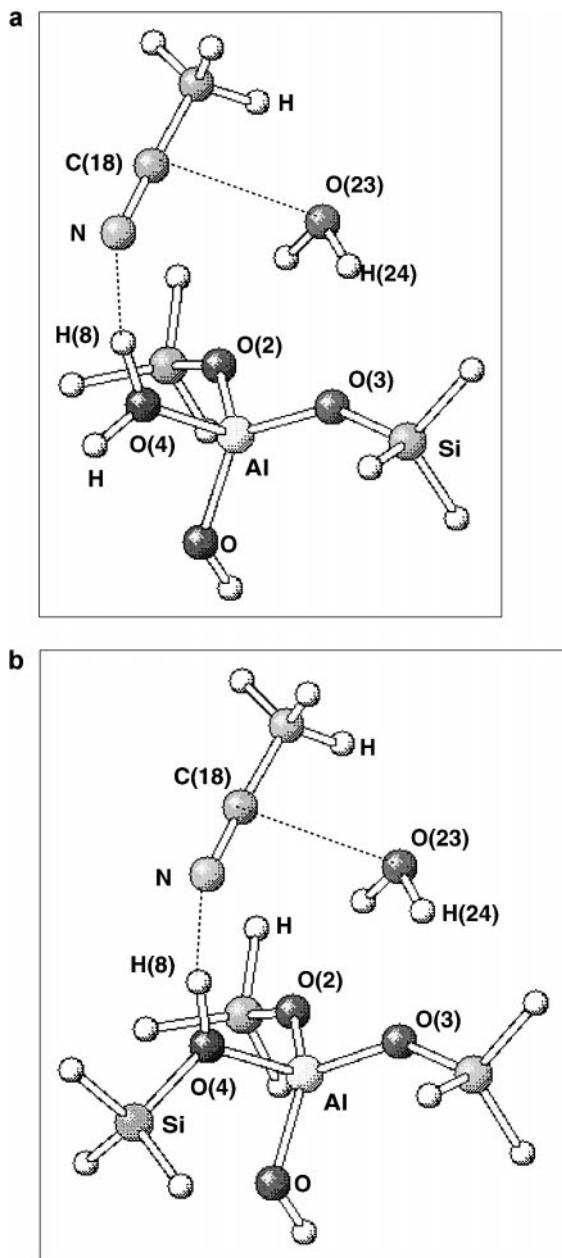 a
H
C(18)
O(23)
N
H(24)
H(8)
O(2)
O(3)
O(4)
Si
H
Al
O
b
H
C(18)
O(23)
N
H(24)
H
H(8)
O(2)
O(3)
O(4)
Al
Si
O